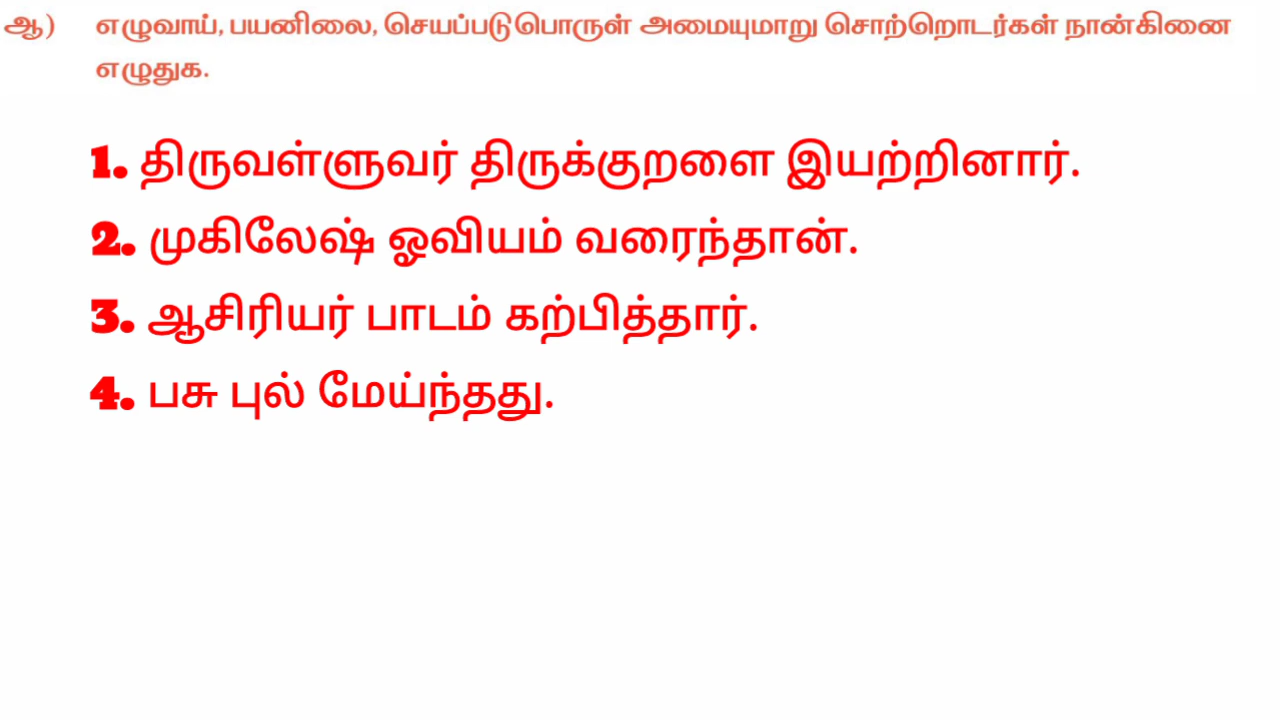 ஆ) எழுவாய், பயனிலை, செயப்படுபொருள் அமையுமாறு சொற்றொடர்கள் நான்கினை
எழுதுக.
1. திருவள்ளுவர் திருக்குறளை இயற்றினார்.
2. முகிலேஷ் ஓவியம் வரைந்தான்.
3. ஆசிரியர் பாடம் கற்பித்தார்.
4. பசு புல் மேய்ந்தது.